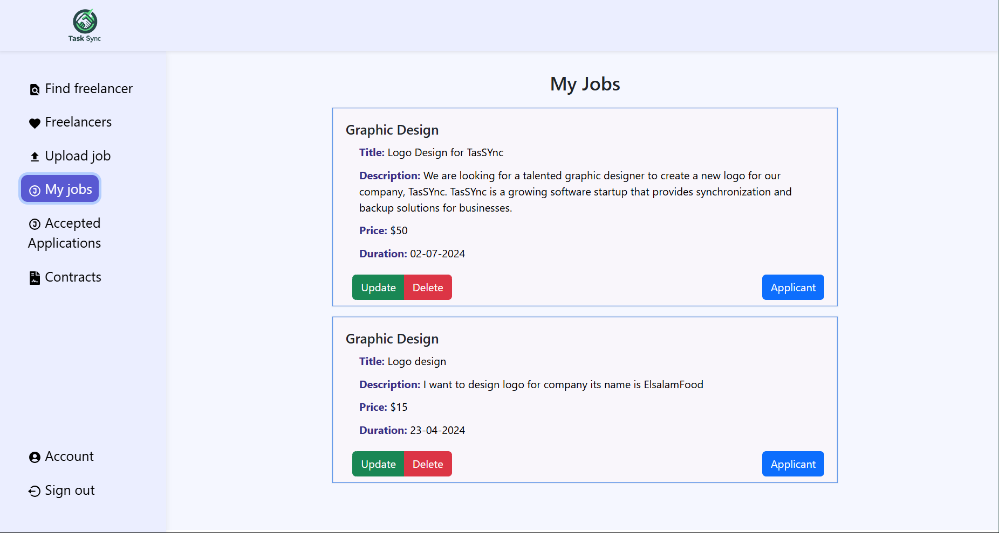 Task Sync
Find freelancer
Freelancers
Upload job
My jobs
Accepted
Applications
Contracts
Account
Sign out
My Jobs
Graphic Design
Title: Logo Design for TasSYnc
Description: We are looking for a talented graphic designer to create a new logo for our
company, TasSYnc. TasSYnc is a growing software startup that provides synchronization and
backup solutions for businesses.
Price: $50
Duration: 02-07-2024
Update Delete Applicant
Graphic Design
Title: Logo design
Description: I want to design logo for company its name is ElsalamFood
Price: $15
Duration: 23-04-2024
Update Delete Applicant